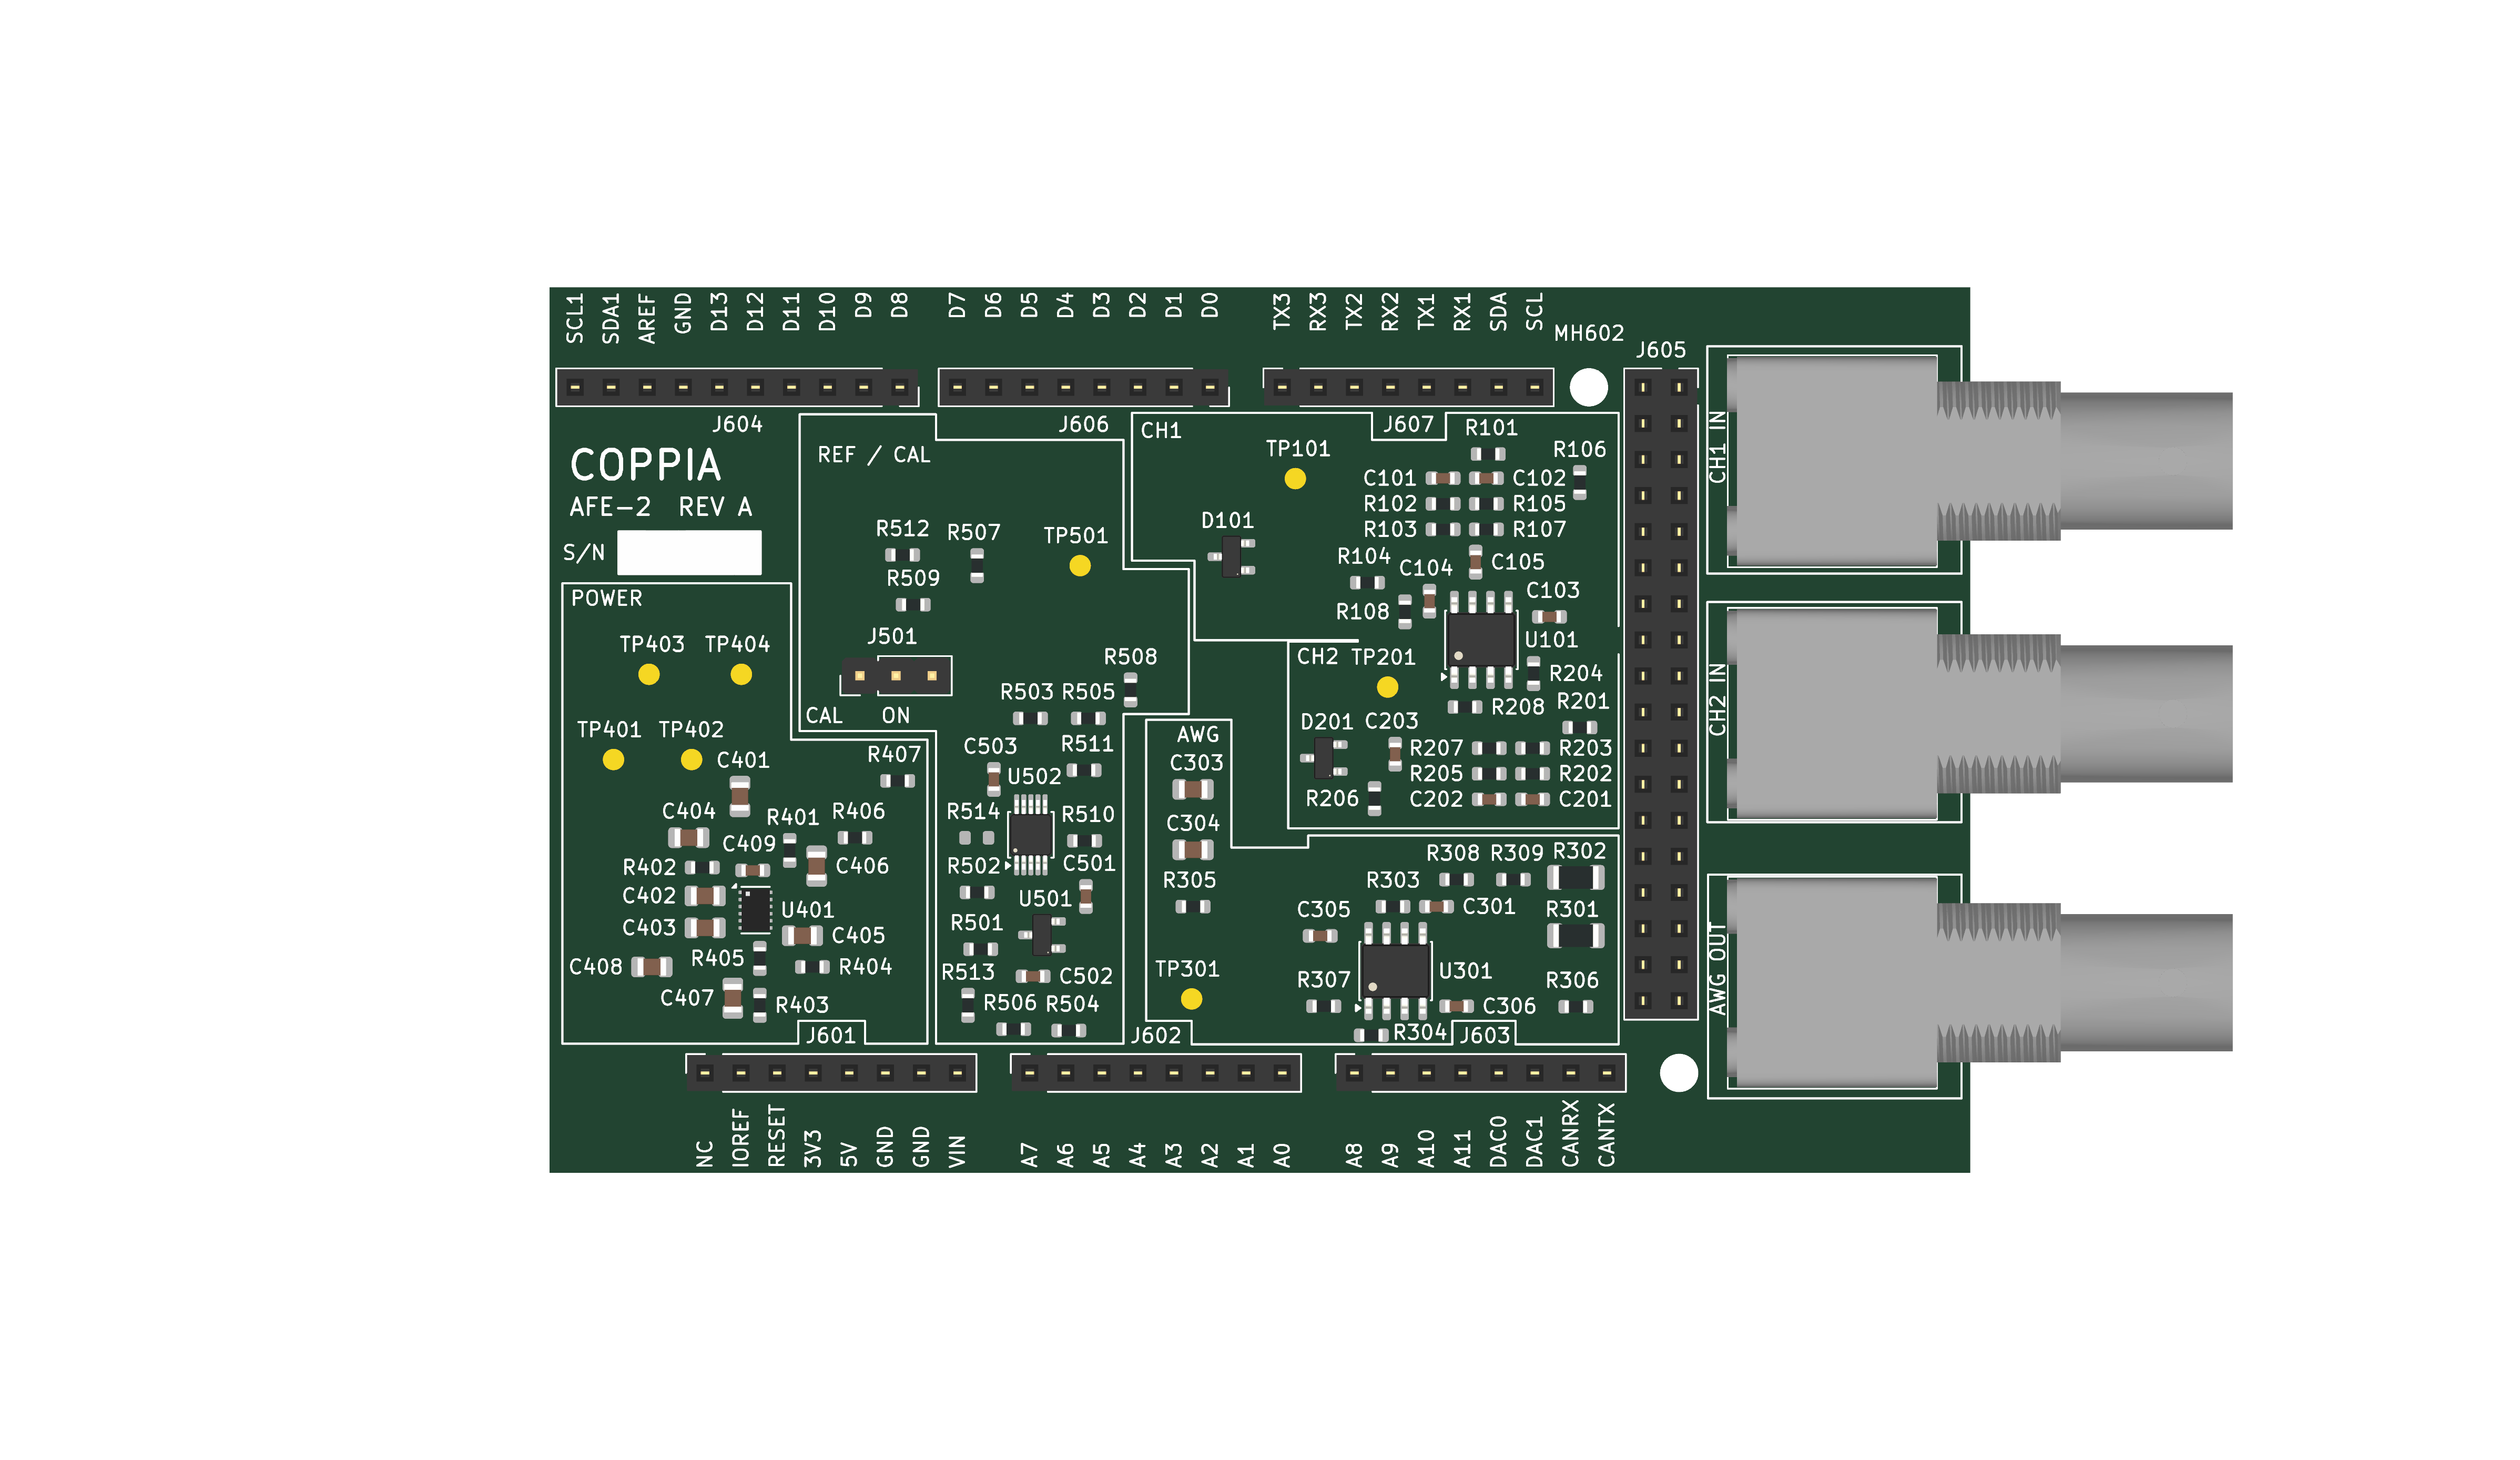 SCL1 SDA1 AREF GND D13 D12 D11 D10 D9 D8 D7 D6 D5 D4 D3 D2 D1 D0 TX3 RX3 TX2 RX2 TX1 RX1 SDA SCL
MH602
J605
J604 J606 J607
COPPIA
AFE-2 REV A
S/N
REF / CAL
R512 R507 TP501
R509
J501
CAL ON
CH1
TP101
R101
R106
C101 C102
R102 R105
R103 R107
D101
R104 C104 C105
C103
R108
U101
CH2 TP201
R204
R201
R208
D201 C203
R207 R203
R205 R202
R206 C202 C201
CH1 IN
CH2 IN
AWG OUT
POWER
TP403 TP404
TP401 TP402
C401
R407
C404 R401 R406
C409
R402 C406
C402
U401
C403 C405
R405
C408 R404
C407 R403
J601
R508
R503 R505
C503 R511
U502
R514 R510
R502 C501
U501
R501
R513 C502
R506 R504
AWG
C303
C304
R305
TP301
R308 R309 R302
R303 C301
C305 R301
U301
R307 R306
C306
R304
J602 J603
NC IOREF RESET 3V3 5V GND GND VIN A7 A6 A5 A4 A3 A2 A1 A0 A8 A9 A10 A11 DAC0 DAC1 CANRX CANTX